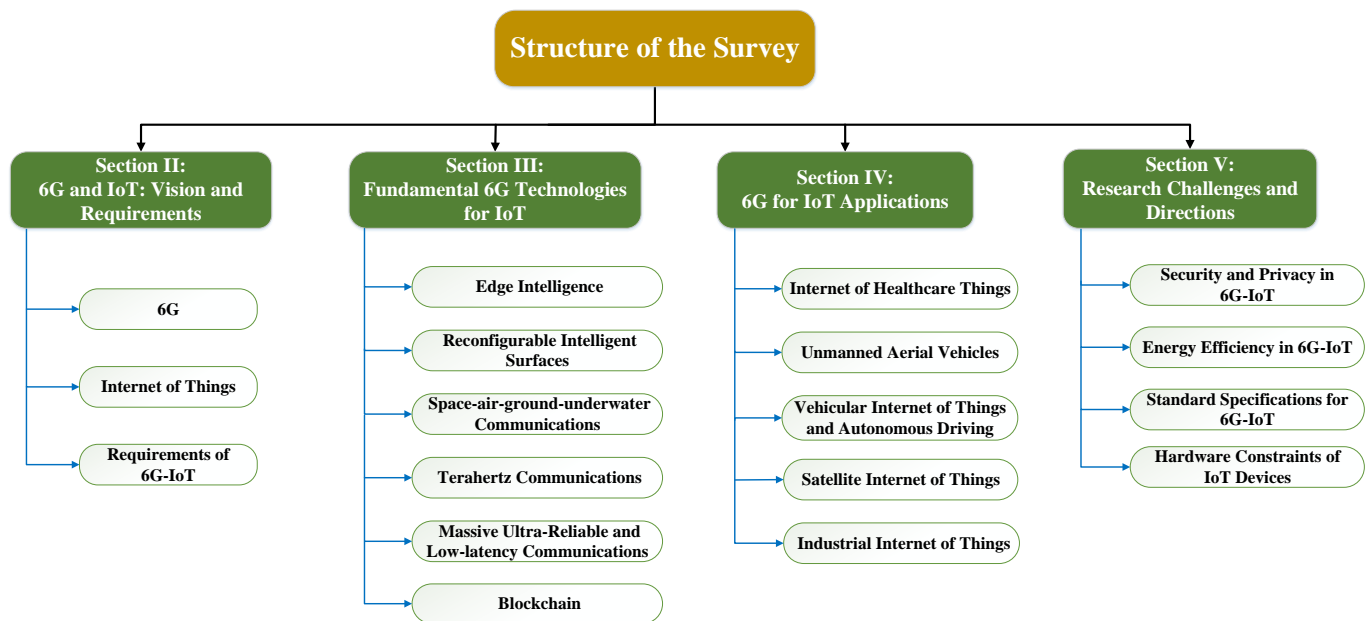 Structure of the Survey
Section II:
6G and IoT: Vision and
Requirements
6G
Internet of Things
Requirements of
6G-IoT
Section III:
Fundamental 6G Technologies
for IoT
Edge Intelligence
Reconfigurable Intelligent
Surfaces
Space-air-ground-underwater
Communications
Terahertz Communications
Massive Ultra-Reliable and
Low-latency Communications
Blockchain
Section IV:
6G for IoT Applications
Internet of Healthcare Things
Unmanned Aerial Vehicles
Vehicular Internet of Things
and Autonomous Driving
Satellite Internet of Things
Industrial Internet of Things
Section V:
Research Challenges and
Directions
Security and Privacy in
6G-IoT
Energy Efficiency in 6G-IoT
Standard Specifications for
6G-IoT
Hardware Constraints of
IoT Devices